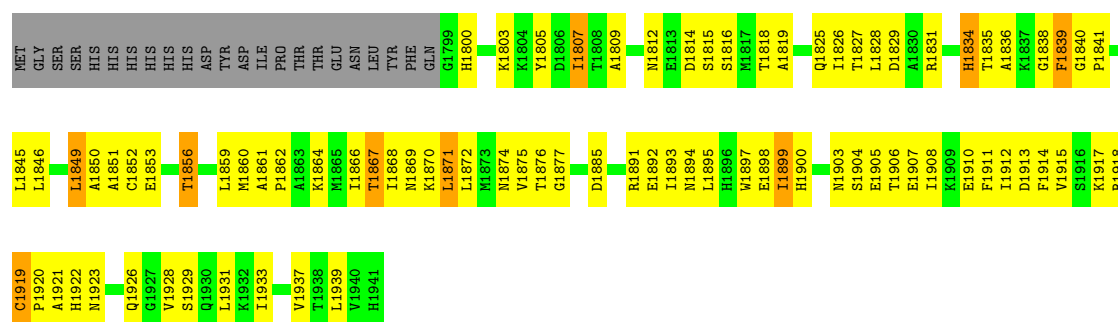 MET GLY SER SER HIS HIS HIS HIS HIS HIS ASP TYR ASP ILE PRO THR THR GLU ASN LEU TYR PHE GLN G1799 H1800 K1803 K1804 Y1805 D1806 I1807 T1808 A1809 N1812 E1813 D1814 S1815 S1816 M1817 T1818 A1819 Q1825 I1826 T1827 L1828 D1829 A1830 R1831 H1834 T1835 A1836 K1837 G1838 F1839 G1840 P1841
L1845 L1846 L1849 A1850 A1851 C1852 E1853 T1856 L1859 M1860 A1861 P1862 A1863 K1864 M1865 I1866 T1867 I1868 N1869 K1870 L1871 L1872 M1873 N1874 V1875 T1876 G1877 D1885 R1891 E1892 I1893 N1894 L1895 H1896 W1897 E1898 I1899 H1900 N1903 S1904 E1905 T1906 E1907 I1908 K1909 E1910 F1911 I1912 D1913 F1914 V1915 S1916 K1917
C1919 P1920 A1921 H1922 N1923 Q1926 G1927 V1928 S1929 Q1930 L1931 K1932 I1933 V1937 T1938 L1939 V1940 H1941